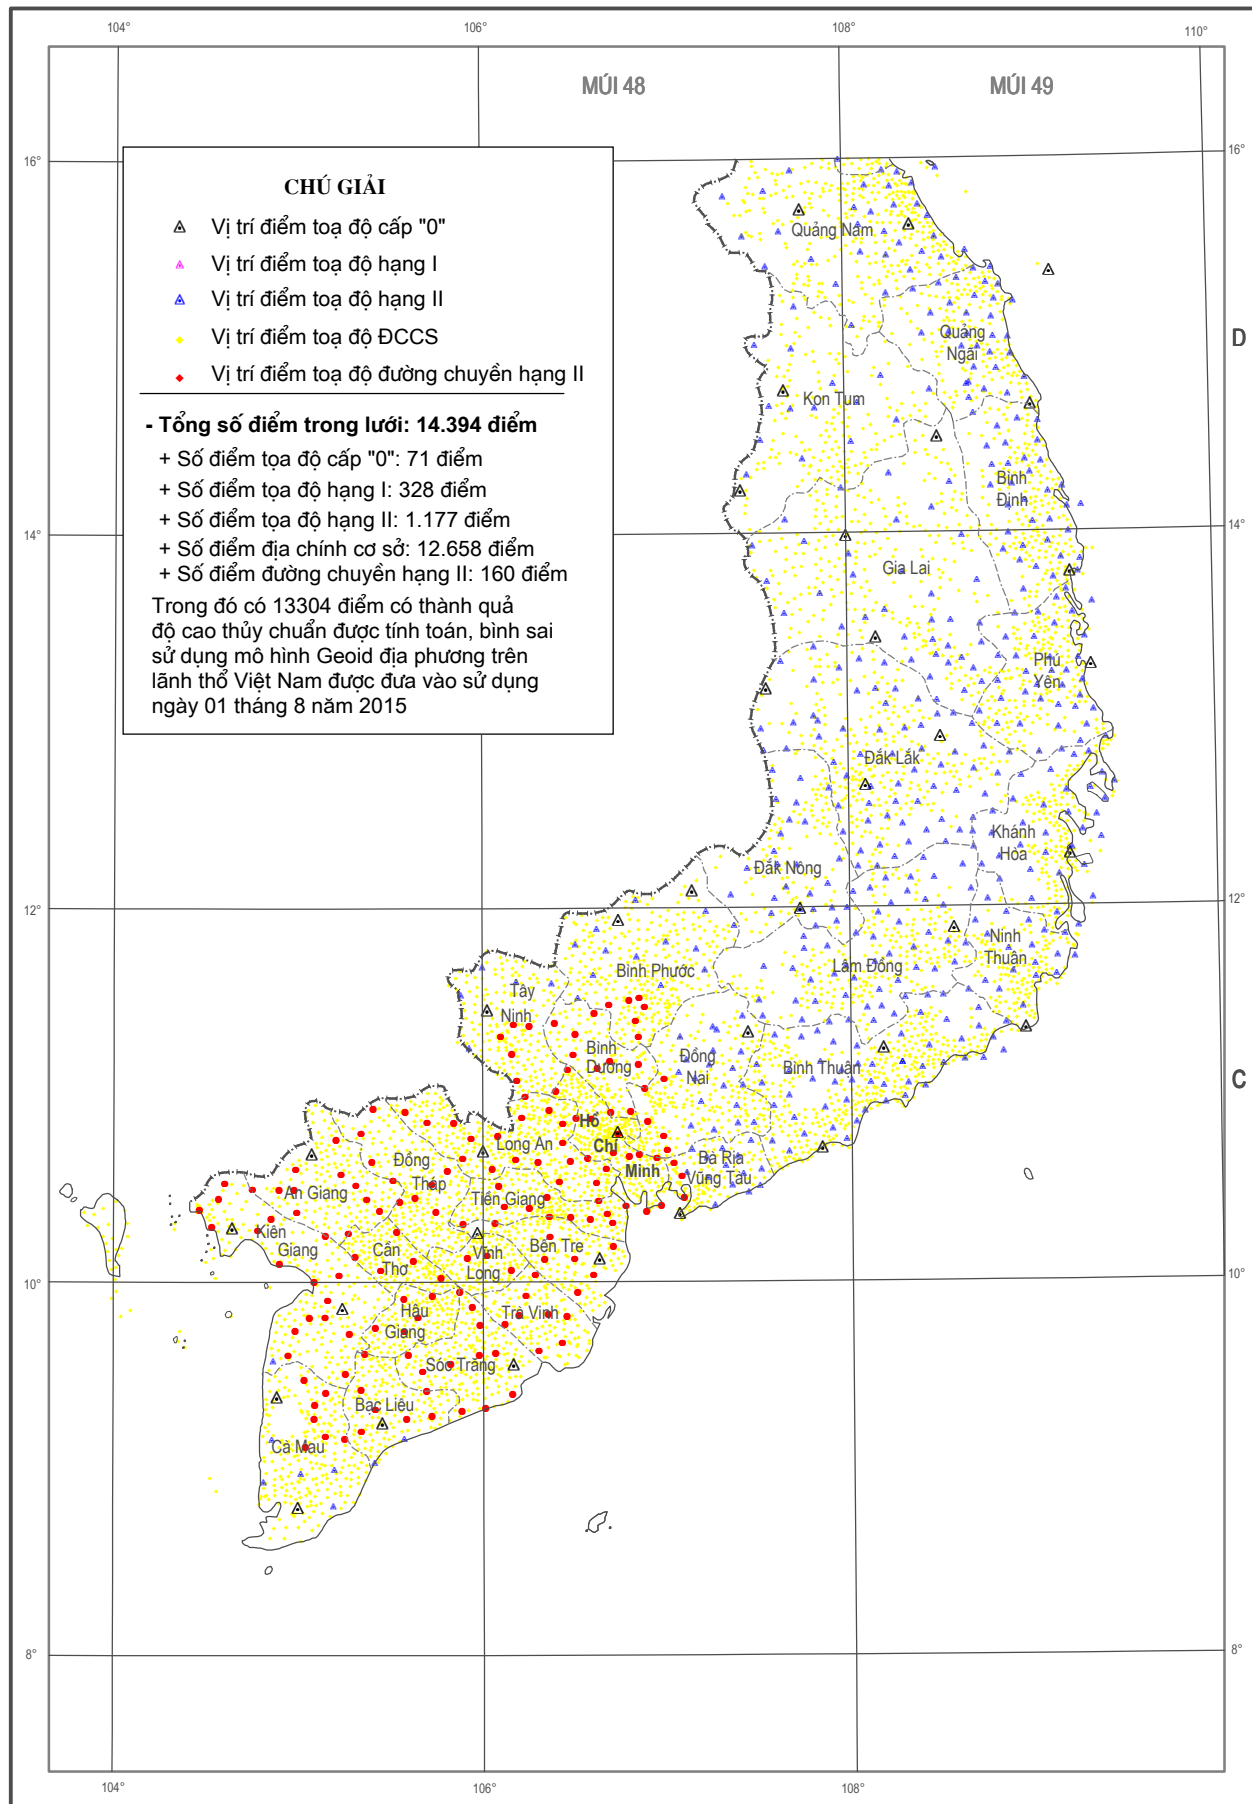 104°
106°
108°
110°
MÚI 48
MÚI 49
16°
16°
CHÚ GIẢI
Vị trí điểm toạ độ cấp "0"
Vị trí điểm toạ độ hạng I
Vị trí điểm toạ độ hạng II
Vị trí điểm toạ độ ĐCCS
Vị trí điểm toạ độ đường chuyền hạng II
- Tổng số điểm trong lưới: 14.394 điểm
+ Số điểm tọa độ cấp "0": 71 điểm
+ Số điểm tọa độ hạng I: 328 điểm
+ Số điểm tọa độ hạng II: 1.177 điểm
+ Số điểm địa chính cơ sở: 12.658 điểm
+ Số điểm đường chuyền hạng II: 160 điểm
Trong đó có 13304 điểm có thành quả
độ cao thủy chuẩn được tính toán, bình sai
sử dụng mô hình Geoid địa phương trên
lãnh thổ Việt Nam được đưa vào sử dụng
ngày 01 tháng 8 năm 2015
Quảng Nam
Quảng
Ngãi
D
Kon Tum
Bình
Định
14°
14°
Gia Lai
Phú
Yên
Đắk Lắk
Khánh
Hòa
Đắk Nông
12°
12°
Ninh
Thuận
Lâm Đồng
Bình Phước
Tây
Ninh
Bình
Dương
Đồng
Nai
Bình Thuận
C
Hồ
Chí
Minh
Long An
Bà Rịa
Vũng Tàu
Đồng
Tháp
An Giang
Tiền Giang
Kiên
Giang
Cần
Thơ
Vĩnh
Long
Bến Tre
10°
10°
Hậu
Giang
Trà Vinh
Sóc Trăng
Bạc Liêu
Cà Mau
8°
8°
104°
106°
108°